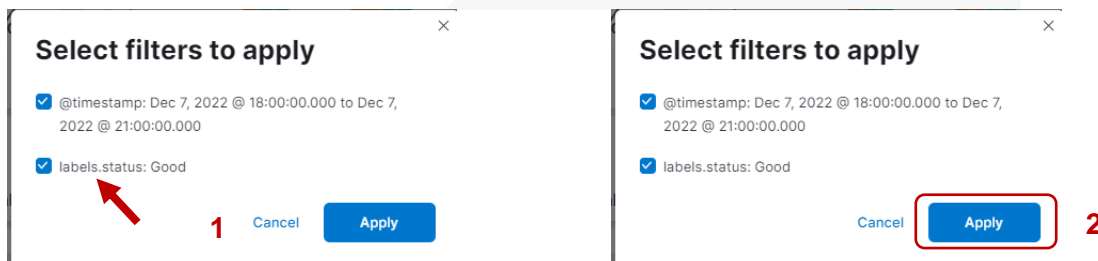 Select filters to apply
@timestamp: Dec 7, 2022 @ 18:00:00.000 to Dec 7,
2022 @ 21:00:00.000
labels.status: Good
1
Cancel
Apply
Select filters to apply
@timestamp: Dec 7, 2022 @ 18:00:00.000 to Dec 7,
2022 @ 21:00:00.000
labels.status: Good
Cancel
Apply
2